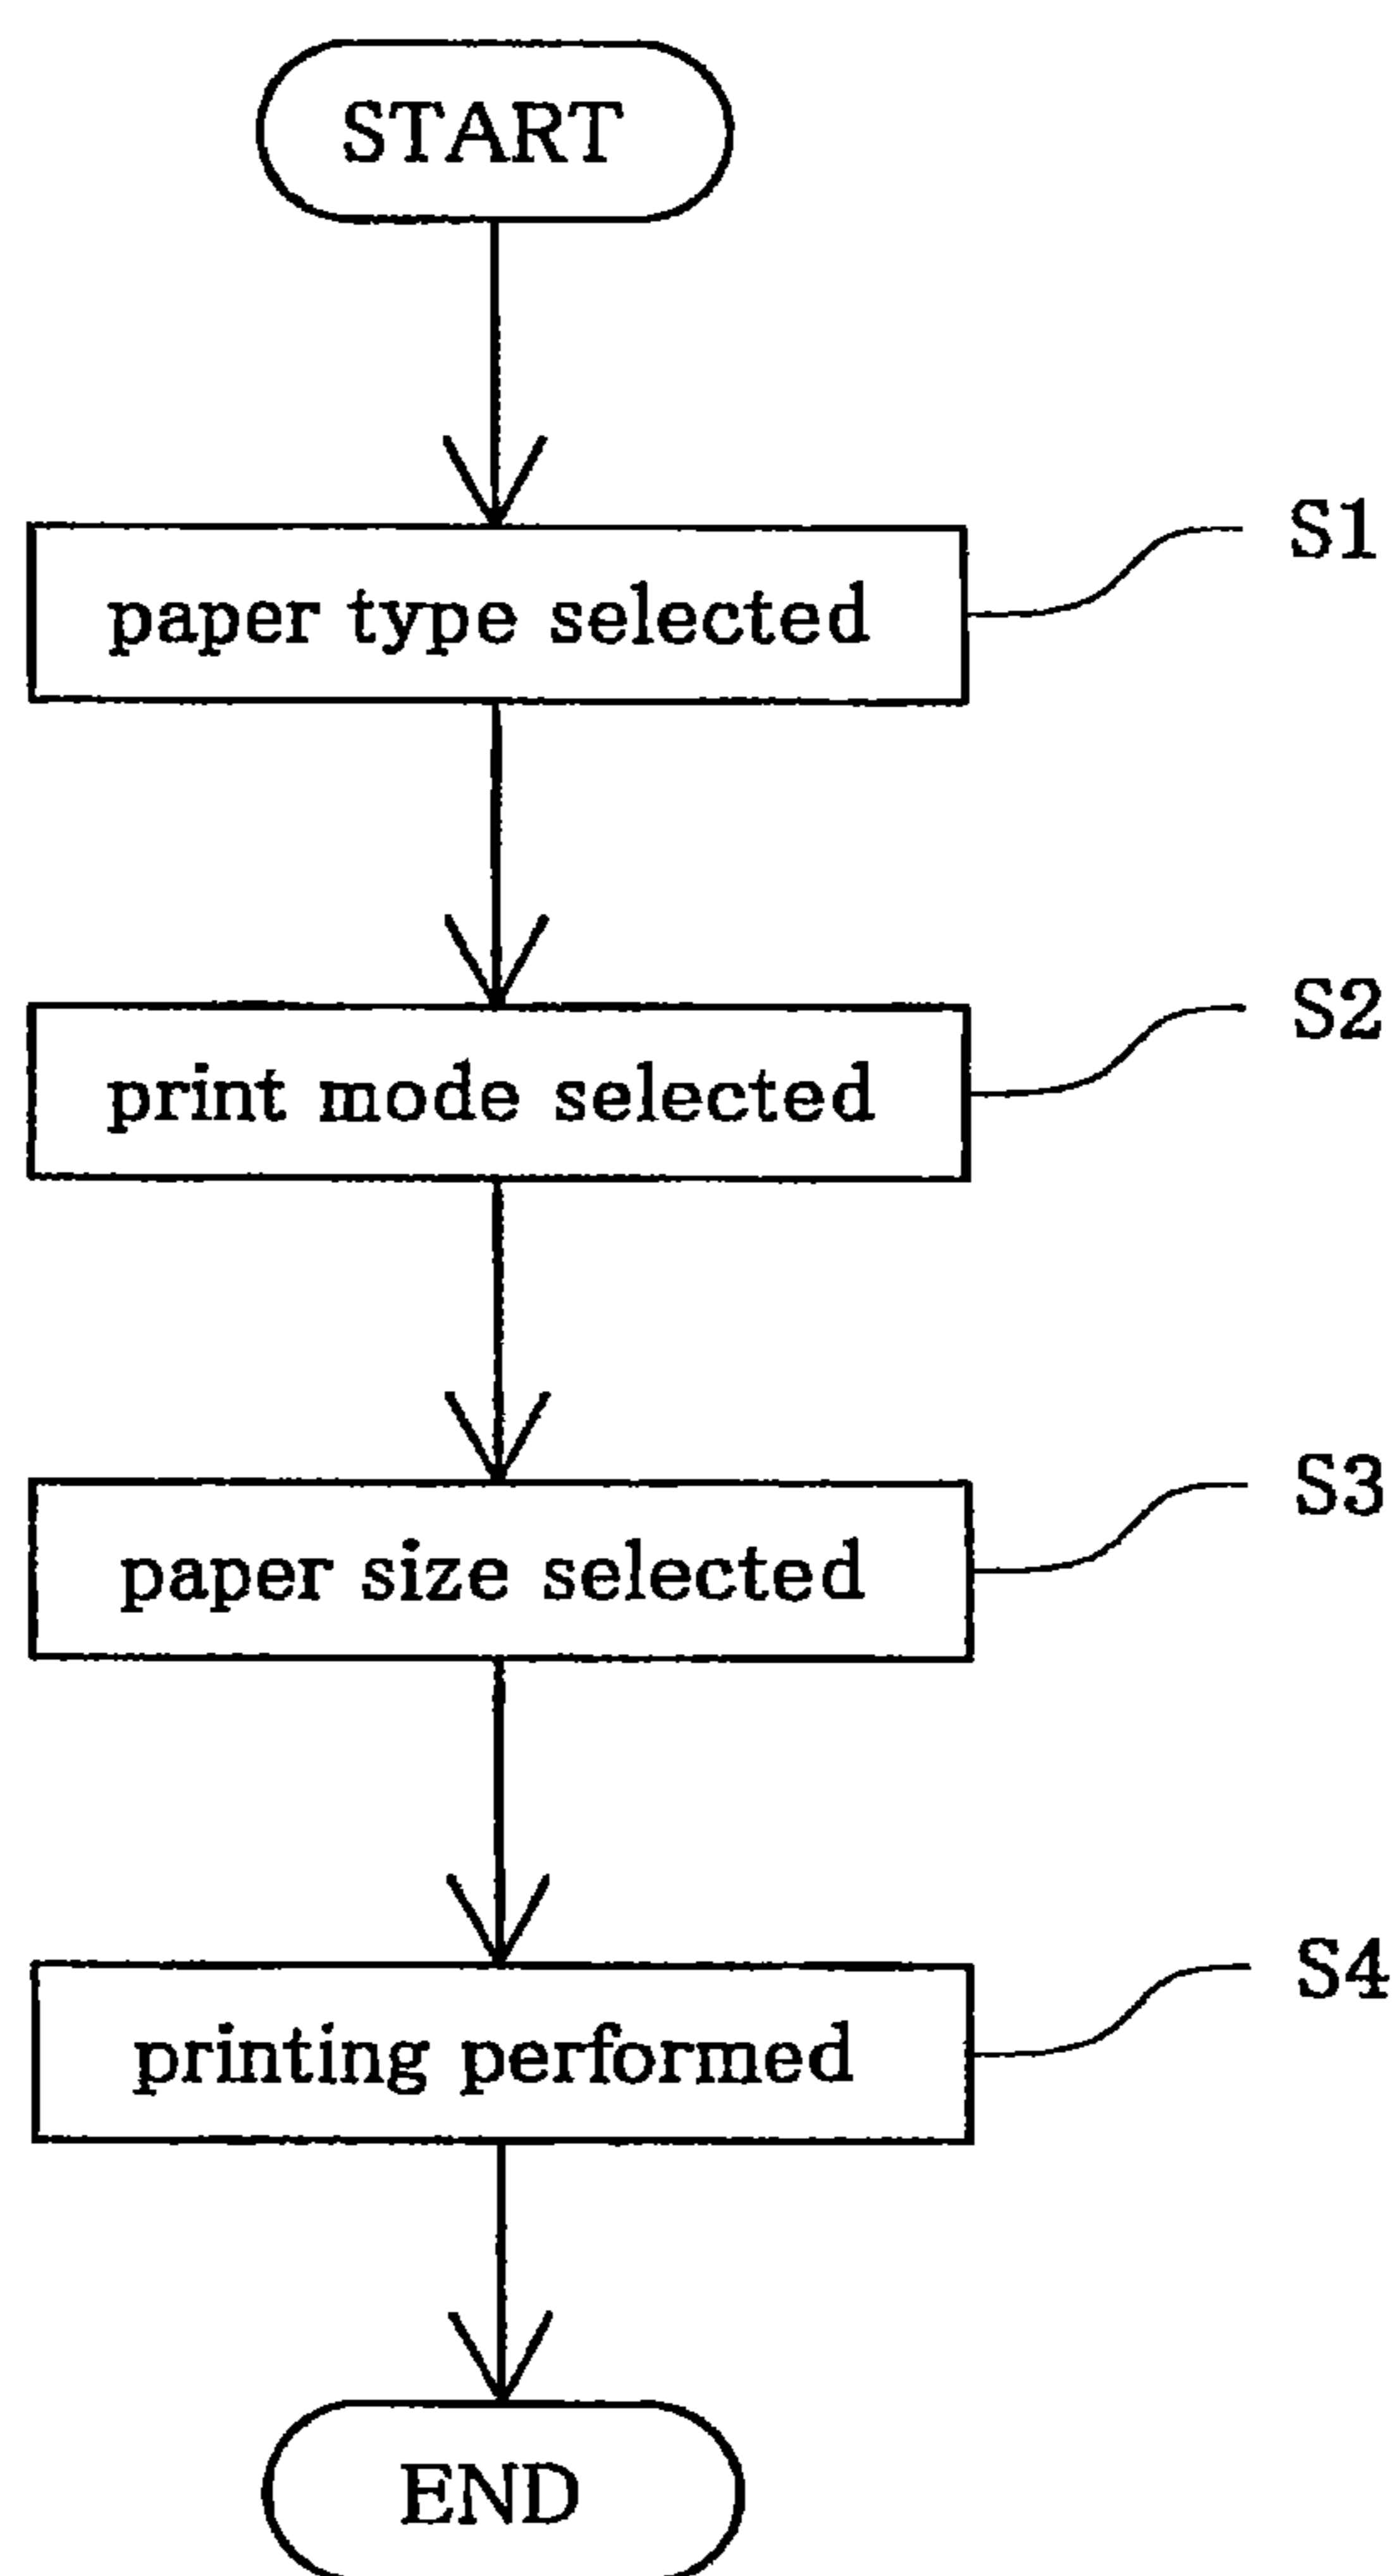 START
paper type selected
S1
print mode selected
S2
paper size selected
S3
printing performed
S4
END